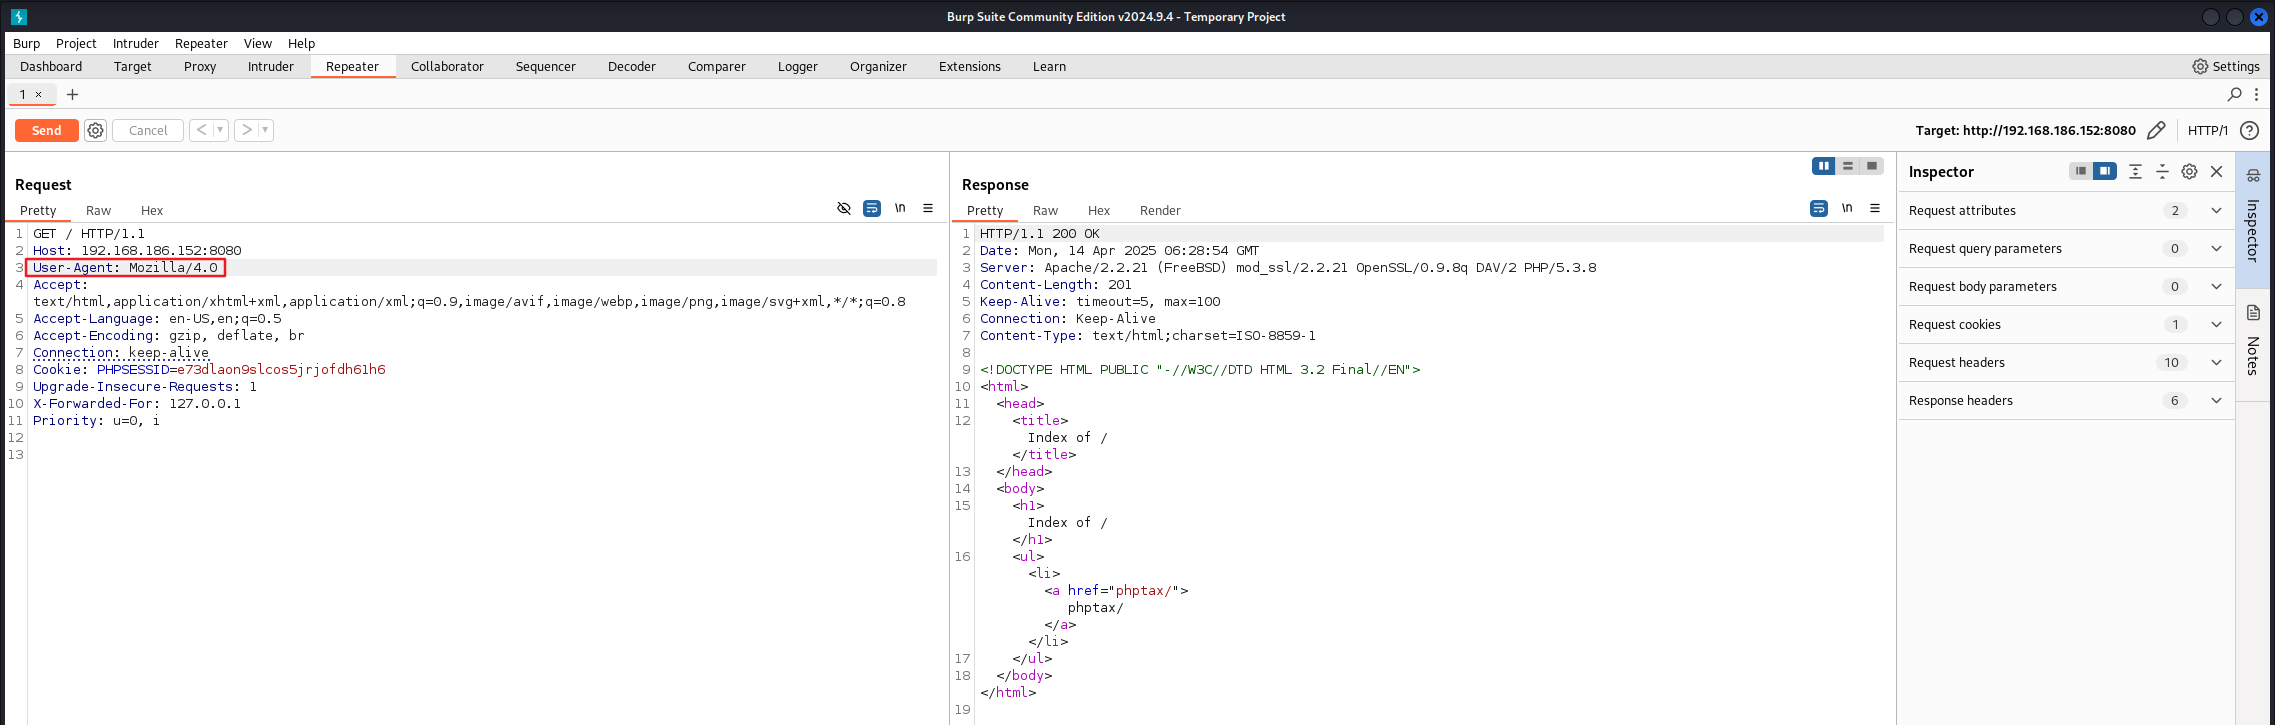 Burp Suite Community Edition v2024.9.4 - Temporary Project
Burp Project Intruder Repeater View Help
Dashboard Target Proxy Intruder Repeater Collaborator Sequencer Decoder Comparer Logger Organizer Extensions Learn Settings
1 × +
Send Cancel < > Target: http://192.168.186.152:8080 HTTP/1 ?
Request
Pretty Raw Hex \n
1 GET / HTTP/1.1
2 Host: 192.168.186.152:8080
3 User-Agent: Mozilla/4.0
4 Accept:
text/html,application/xhtml+xml,application/xml;q=0.9,image/avif,image/webp,image/png,image/svg+xml,*/*;q=0.8
5 Accept-Language: en-US,en;q=0.5
6 Accept-Encoding: gzip, deflate, br
7 Connection: keep-alive
8 Cookie: PHPSESSID=e73dlaon9slcos5jrjofdh61h6
9 Upgrade-Insecure-Requests: 1
10 X-Forwarded-For: 127.0.0.1
11 Priority: u=0, i
12
13
Response
Pretty Raw Hex Render \n
1 HTTP/1.1 200 OK
2 Date: Mon, 14 Apr 2025 06:28:54 GMT
3 Server: Apache/2.2.21 (FreeBSD) mod_ssl/2.2.21 OpenSSL/0.9.8q DAV/2 PHP/5.3.8
4 Content-Length: 201
5 Keep-Alive: timeout=5, max=100
6 Connection: Keep-Alive
7 Content-Type: text/html;charset=ISO-8859-1
8
9 <!DOCTYPE HTML PUBLIC "-//W3C//DTD HTML 3.2 Final//EN">
10 <html>
11 <head>
12 <title>
Index of /
</title>
13 </head>
14 <body>
15 <h1>
Index of /
</h1>
16 <ul>
<li>
<a href="phptax/">
phptax/
</a>
</li>
17 </ul>
18 </body>
</html>
19
Inspector
Request attributes 2
Request query parameters 0
Request body parameters 0
Request cookies 1
Request headers 10
Response headers 6
Inspector
Notes